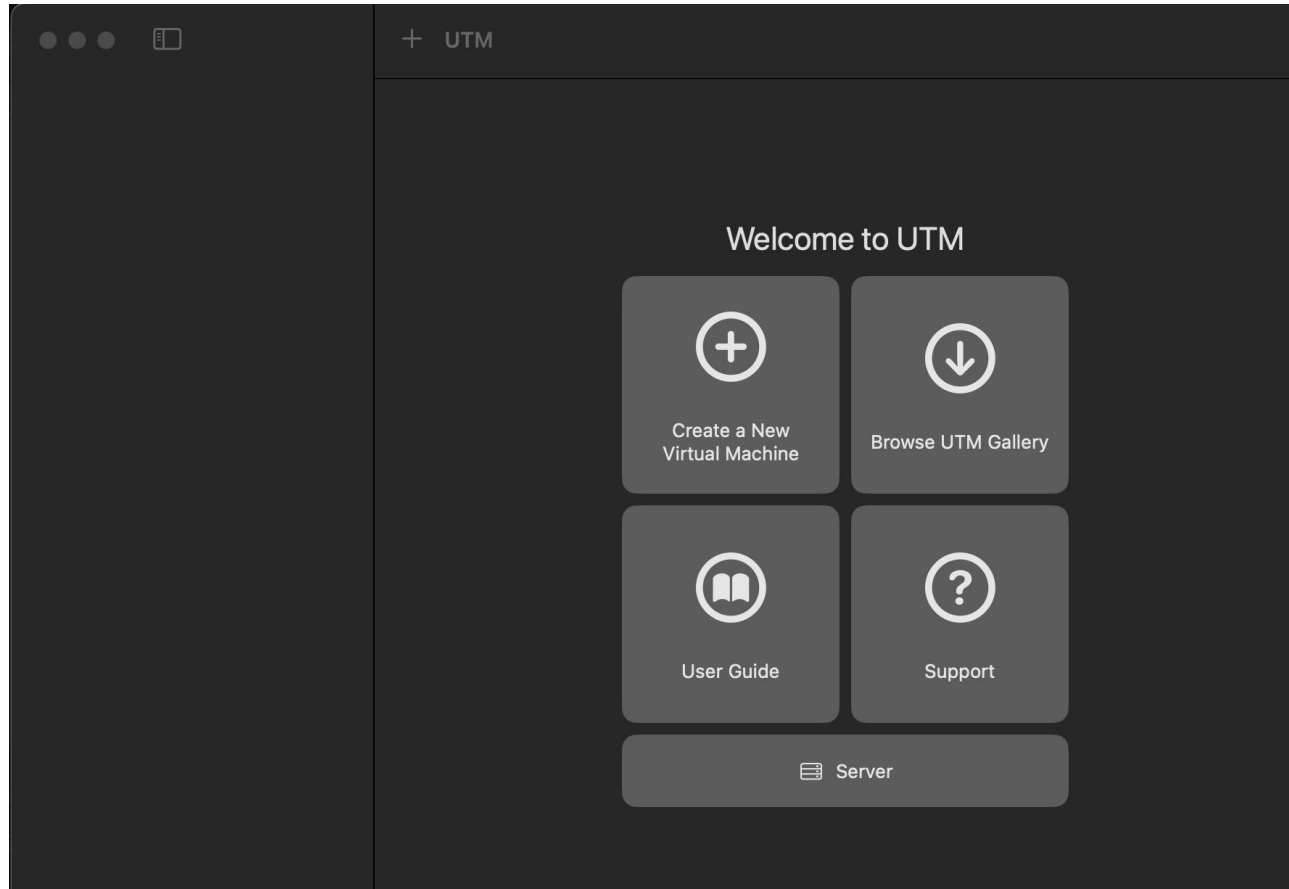 UTM
Welcome to UTM
Create a New
Virtual Machine
Browse UTM Gallery
User Guide
Support
Server